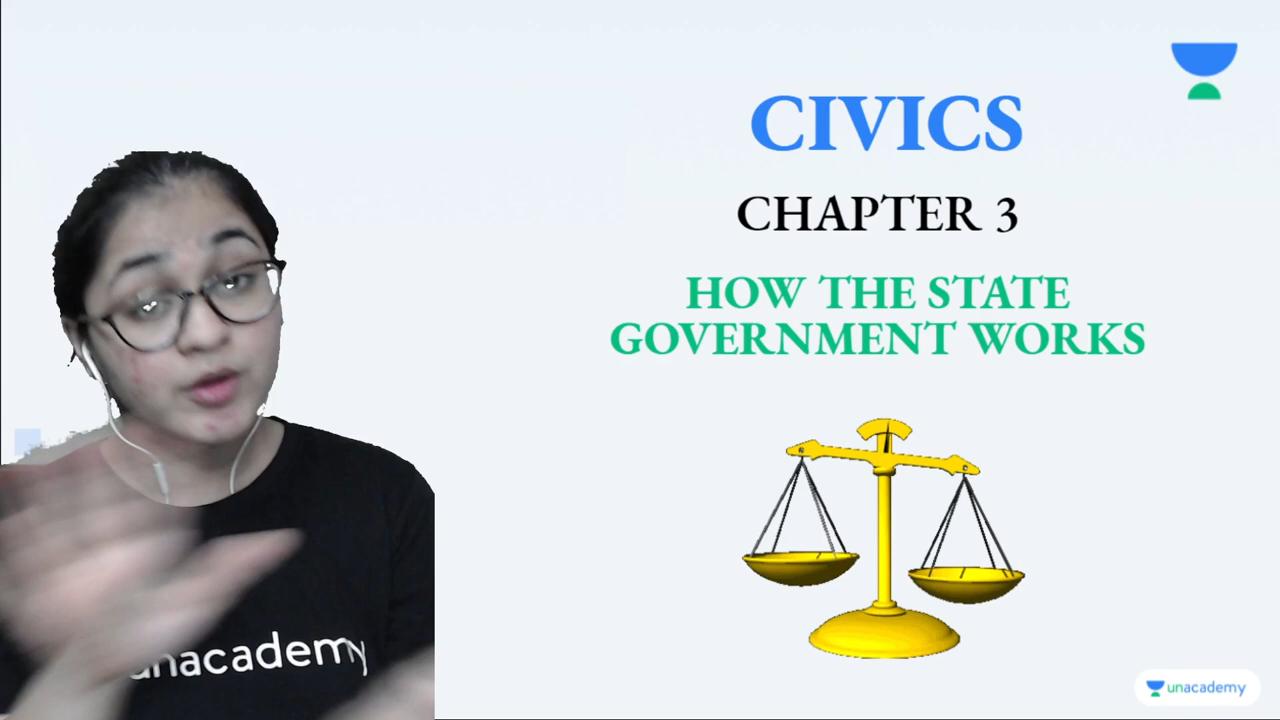 CIVICS
CHAPTER 3
HOW THE STATE
GOVERNMENT WORKS
unacademy
unacademy